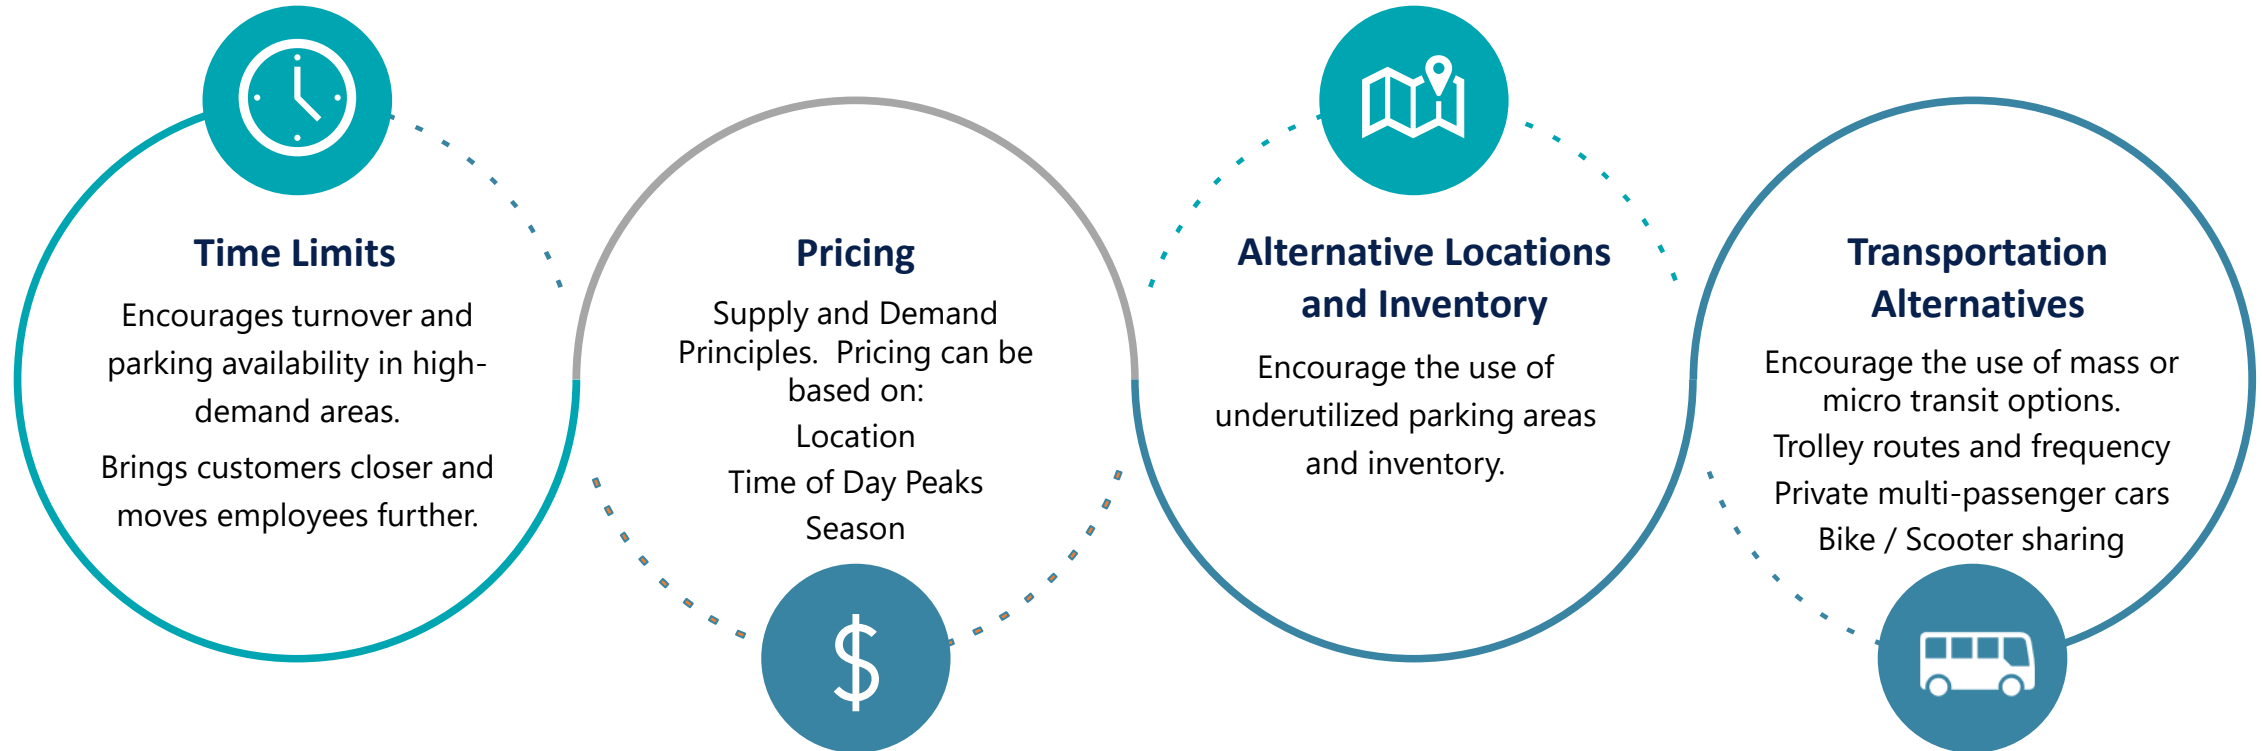 Time Limits
Encourages turnover and
parking availability in high-
demand areas.
Brings customers closer and
moves employees further.
Pricing
Supply and Demand
Principles.  Pricing can be
based on:
Location
Time of Day Peaks
Season
$
Alternative Locations
and Inventory
Encourage the use of
underutilized parking areas
and inventory.
Transportation
Alternatives
Encourage the use of mass or
micro transit options.
Trolley routes and frequency
Private multi-passenger cars
Bike / Scooter sharing